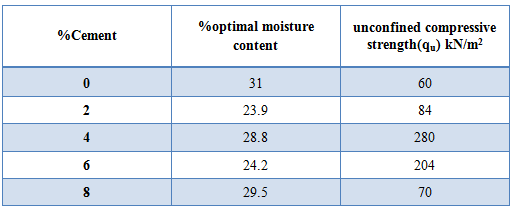 %Cement %optimal moisture content unconfined compressive strength(qu) kN/m²
0 31 60
2 23.9 84
4 28.8 280
6 24.2 204
8 29.5 70